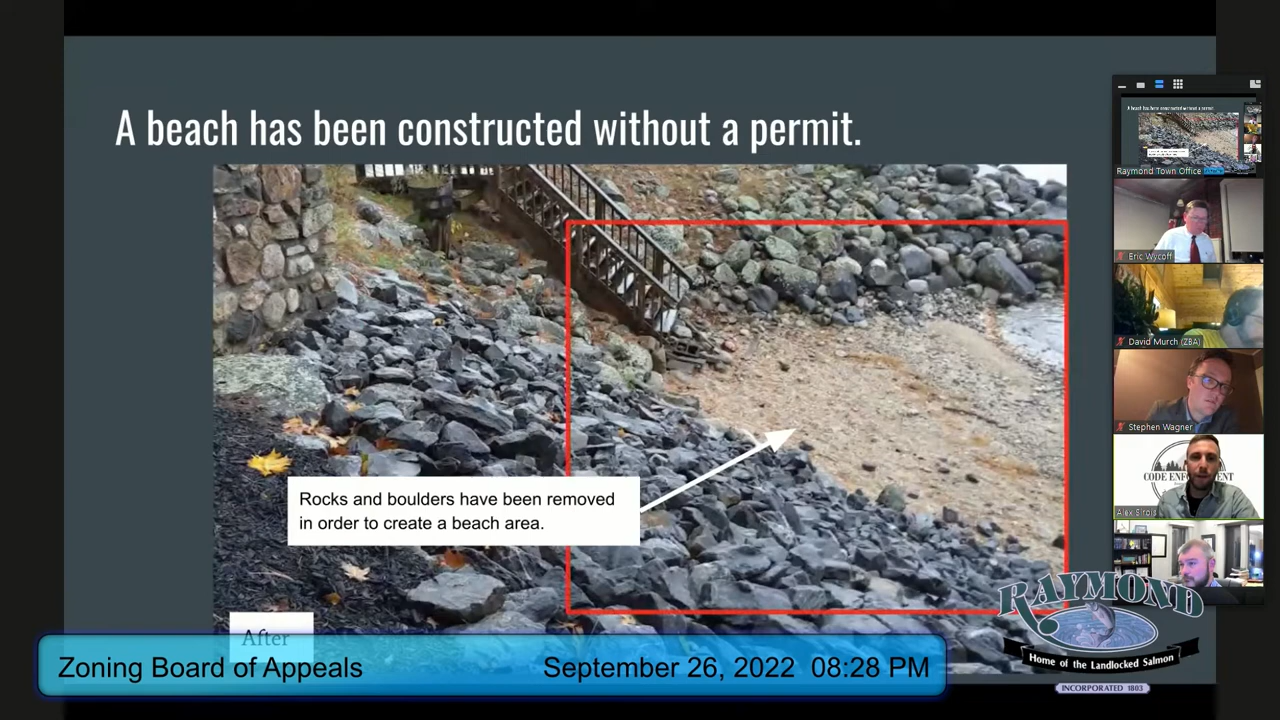 A beach has been constructed without a permit.
Rocks and boulders have been removed
in order to create a beach area.
After
Zoning Board of Appeals September 26, 2022 08:28 PM
Raymond Town Office
Eric Wycoff
David Murch (ZBA)
Stephen Wagner
CODE ENFORCEMENT
Alex Sirois
RAYMOND
Home of the Landlocked Salmon
INCORPORATED 1803